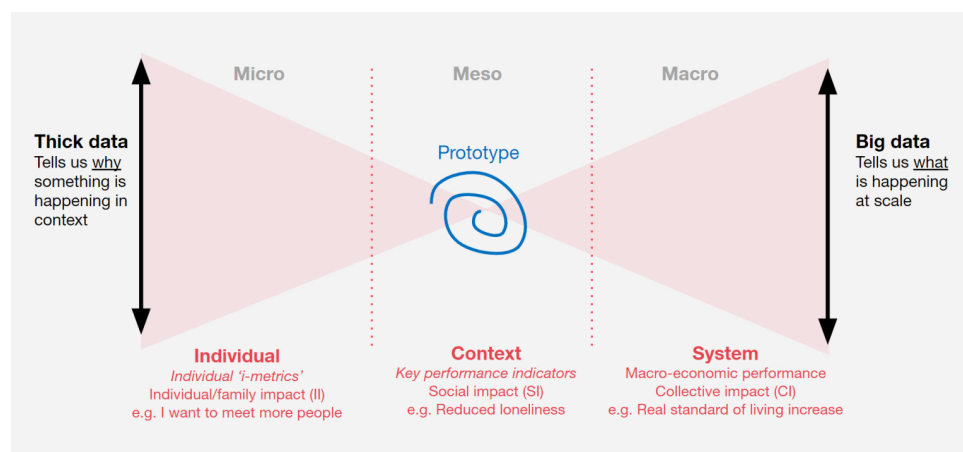 Micro
Meso
Macro
Thick data
Tells us why
something is
happening in
context
Prototype
Big data
Tells us what
is happening
at scale
Individual
Individual ‘i-metrics’
Individual/family impact (II)
e.g. I want to meet more people
Context
Key performance indicators
Social impact (SI)
e.g. Reduced loneliness
System
Macro-economic performance
Collective impact (CI)
e.g. Real standard of living increase